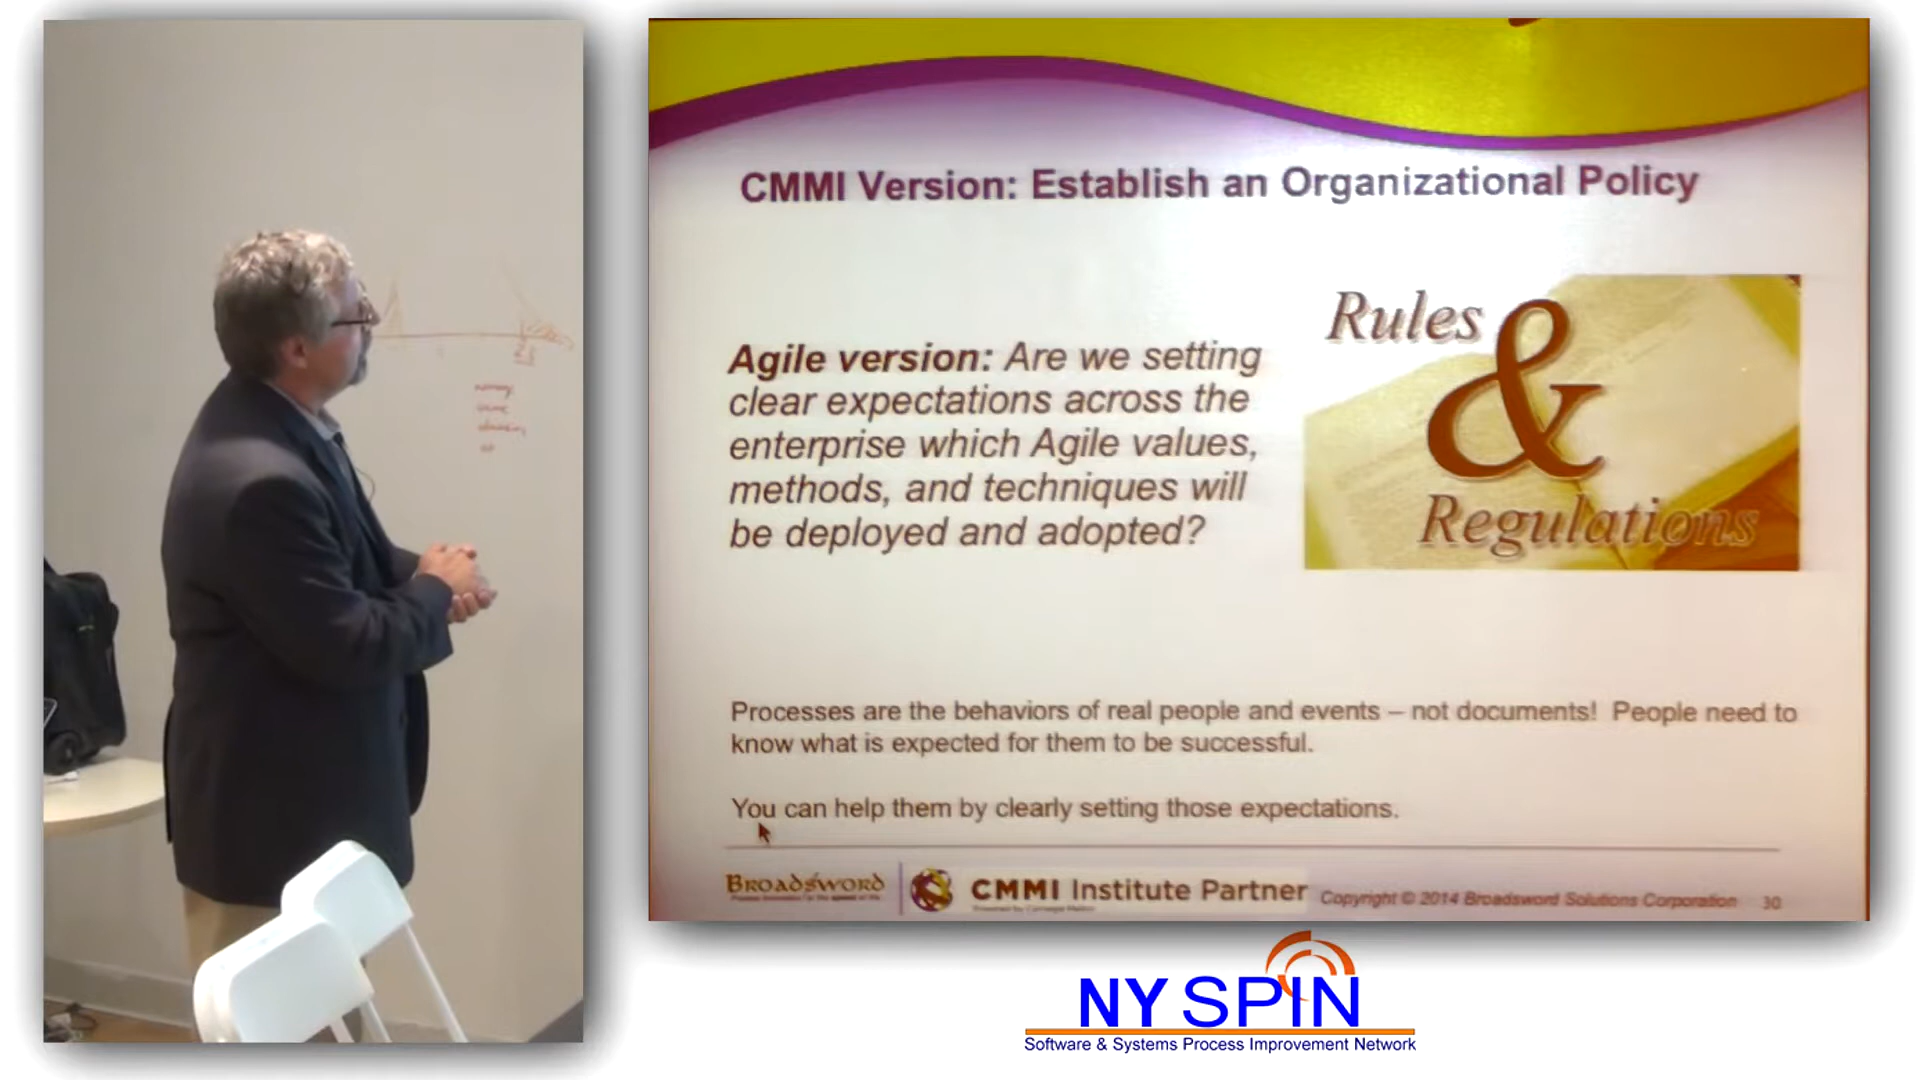 CMMI Version: Establish an Organizational Policy
Agile version: Are we setting
clear expectations across the
enterprise which Agile values,
methods, and techniques will
be deployed and adopted?
Rules
&
Regulations
Processes are the behaviors of real people and events – not documents! People need to
know what is expected for them to be successful.
You can help them by clearly setting those expectations.
BROADSWORD
CMMI Institute Partner
Copyright © 2014 Broadsword Solutions Corporation 30
NY SPIN
Software & Systems Process Improvement Network